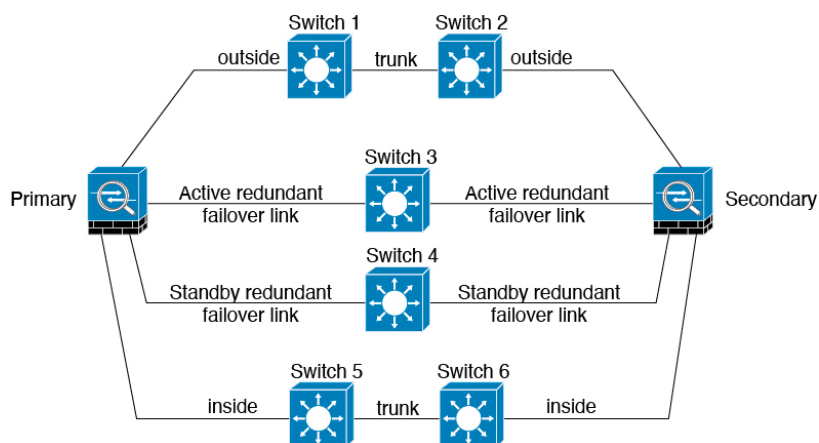 Switch 1
Switch 2
outside
trunk
outside
Switch 3
Primary
Active redundant
failover link
Active redundant
failover link
Secondary
Switch 4
Standby redundant
failover link
Standby redundant
failover link
Switch 5
Switch 6
inside
trunk
inside